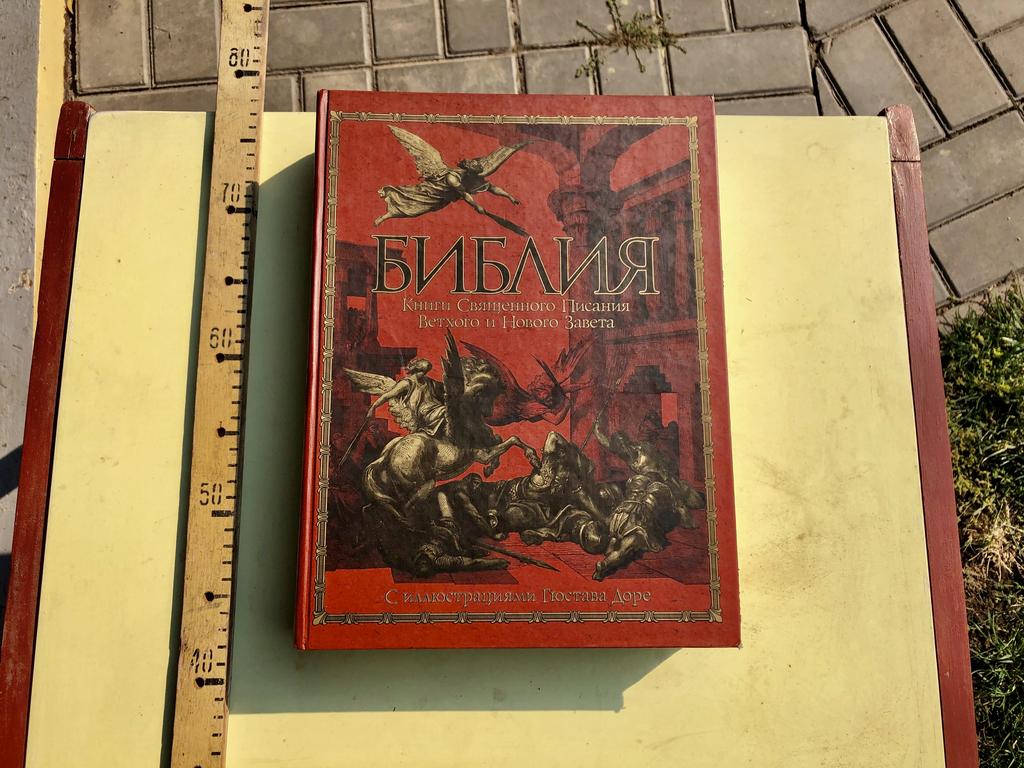 80
70
60
50
40
БИБЛИЯ
Книги Священного Писания
Ветхого и Нового Завета
С иллюстрациями Гюстава Доре